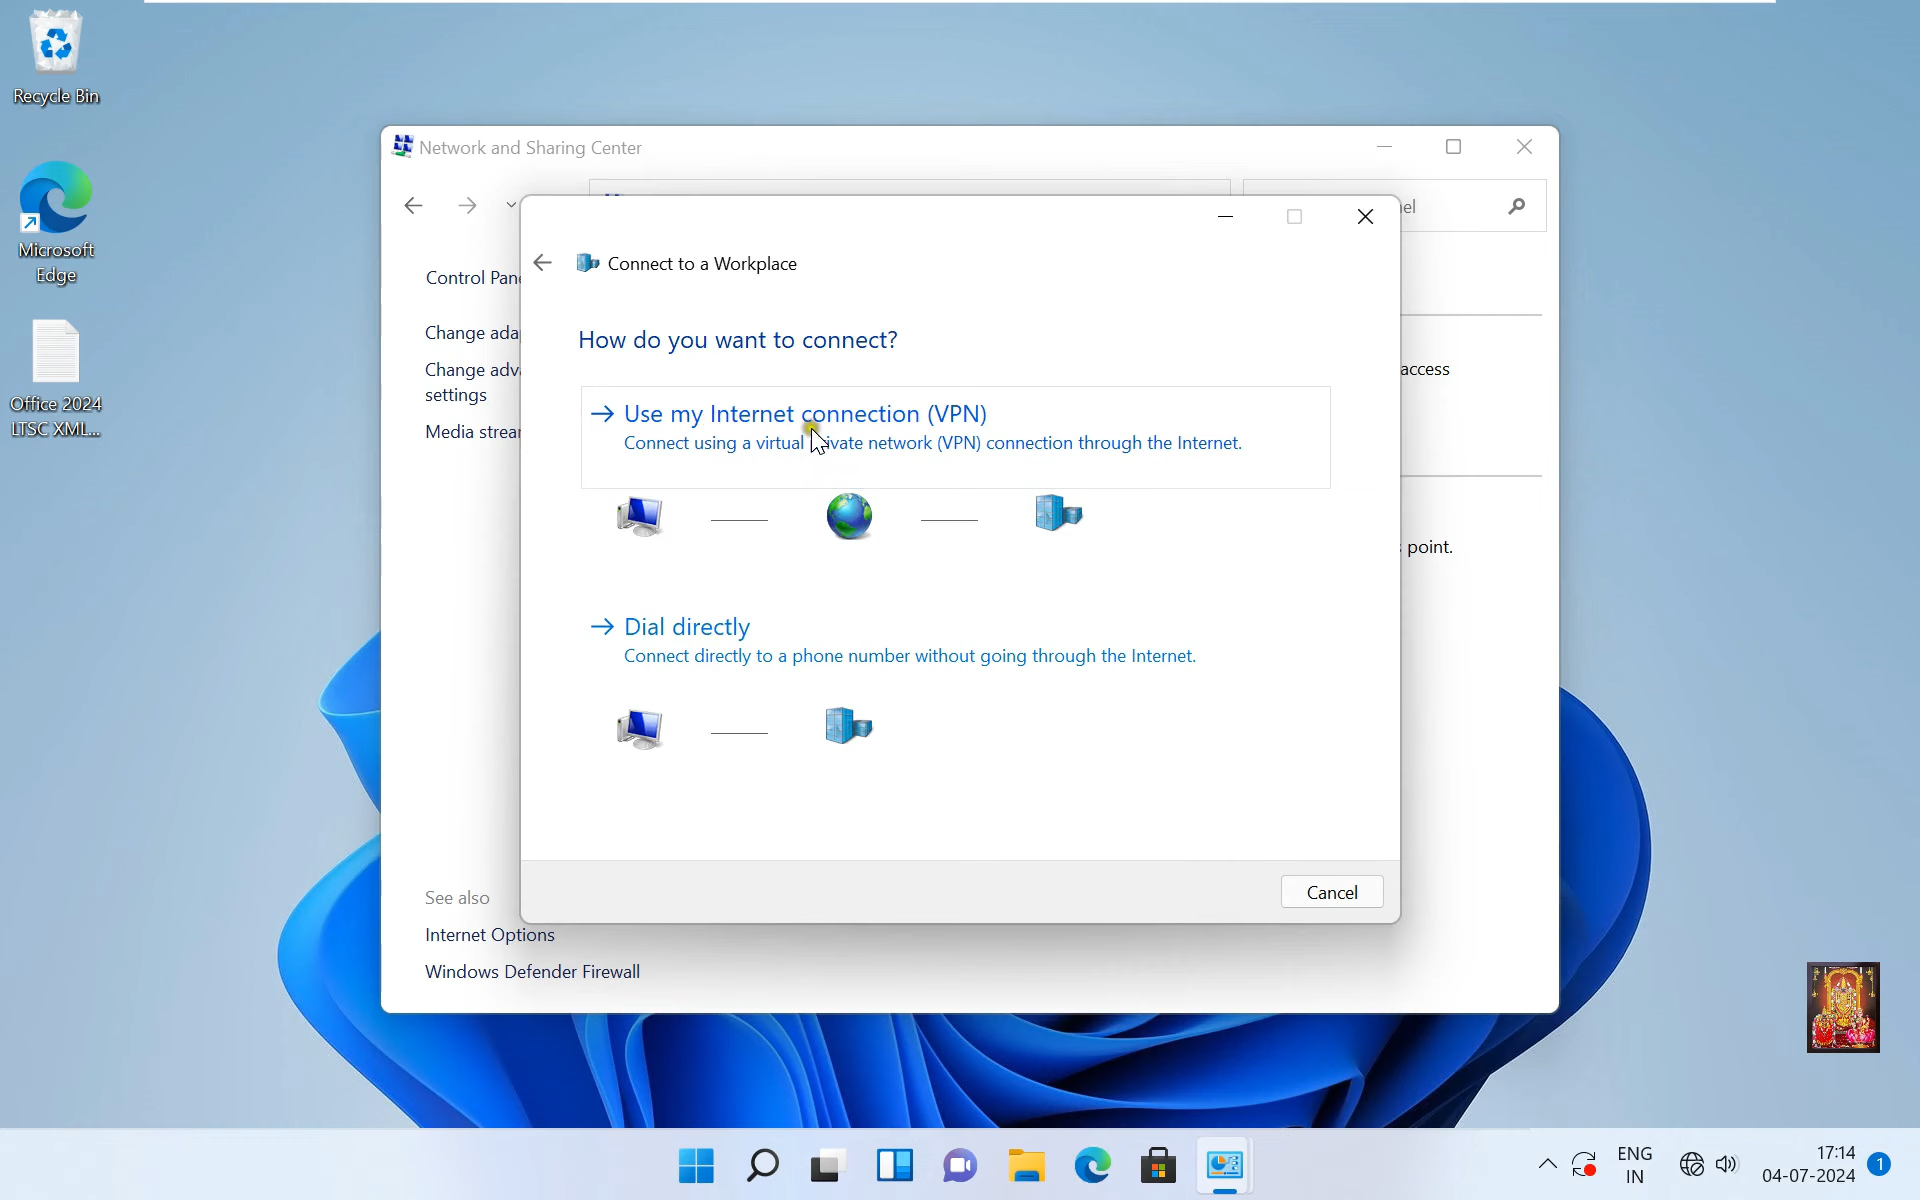 Recycle Bin
Microsoft
Edge
Office 2024
LTSC XML...
Network and Sharing Center
Control Pane
Change ada
Change adv
settings
Media strea
access
point.
Connect to a Workplace
How do you want to connect?
Use my Internet connection (VPN)
Connect using a virtual private network (VPN) connection through the Internet.
Dial directly
Connect directly to a phone number without going through the Internet.
Cancel
See also
Internet Options
Windows Defender Firewall
ENG
IN
17:14
04-07-2024
1